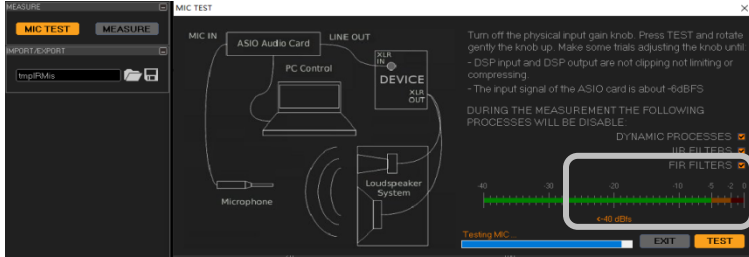 MEASURE
MIC TEST
MEASURE
IMPORT/EXPORT
tmpIRMis
MIC TEST
MIC IN
ASIO Audio Card
LINE OUT
PC Control
XLR
IN
DEVICE
XLR
OUT
Loudspeaker
System
Microphone
Turn off the physical input gain knob. Press TEST and rotate
gently the knob up. Make some trials adjusting the knob until:
- DSP input and DSP output are not clipping not limiting or
compressing.
- The input signal of the ASIO card is about -6dBFS
DURING THE MEASUREMENT THE FOLLOWING
PROCESSES WILL BE DISABLE:
DYNAMIC PROCESSES
IIR FILTERS
FIR FILTERS
-40 -30 -20 -10 -5 -2 0
<-40 dBfs
Testing MIC...
EXIT
TEST